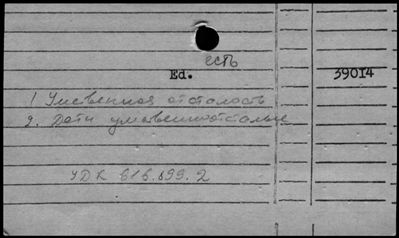 есть
Ed. 39014
1 Умственная отсталость
2. Дети умственноотсталые
УДК 616.899.2